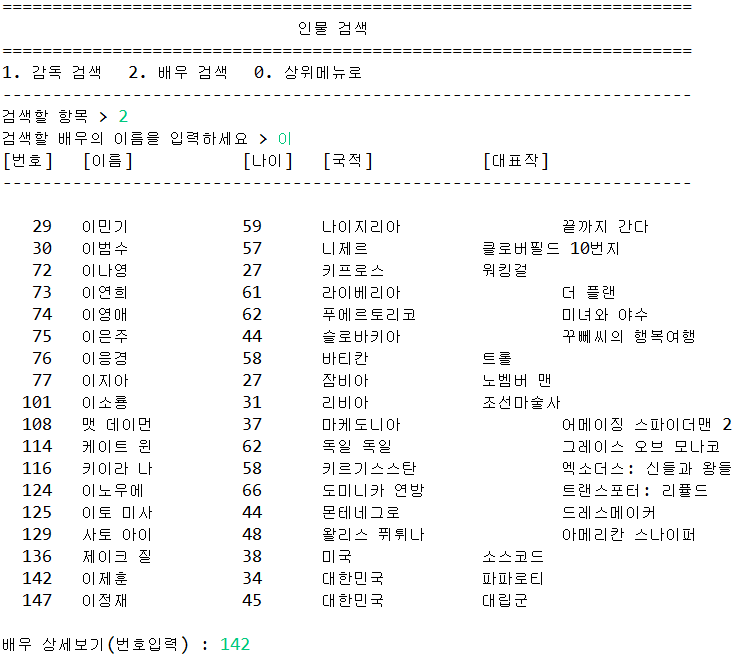 =====================================================================
인물 검색
=====================================================================
1. 감독 검색 2. 배우 검색 0. 상위메뉴로
---------------------------------------------------------------------
검색할 항목 > 2
검색할 배우의 이름을 입력하세요 > 이
[번호] [이름] [나이] [국적] [대표작]
---------------------------------------------------------------------
29 이민기 59 나이지리아 끝까지 간다
30 이범수 57 니제르 클로버필드 10번지
72 이나영 27 키프로스 워킹걸
73 이연희 61 라이베리아 더 플랜
74 이영애 62 푸에르토리코 미녀와 야수
75 이은주 44 슬로바키아 꾸뻬씨의 행복여행
76 이응경 58 바티칸 트롤
77 이지아 27 잠비아 노벰버 맨
101 이소룡 31 리비아 조선마술사
108 맷 데이먼 37 마케도니아 어메이징 스파이더맨 2
114 케이트 윈 62 독일 독일 그레이스 오브 모나코
116 키이라 나 58 키르기스스탄 엑소더스: 신들과 왕들
124 이노우에 66 도미니카 연방 트랜스포터: 리퓰드
125 이토 미사 44 몬테네그로 드레스메이커
129 사토 아이 48 왈리스 퓌튀나 아메리칸 스나이퍼
136 제이크 질 38 미국 소스코드
142 이제훈 34 대한민국 파파로티
147 이정재 45 대한민국 대립군
배우 상세보기(번호입력) : 142